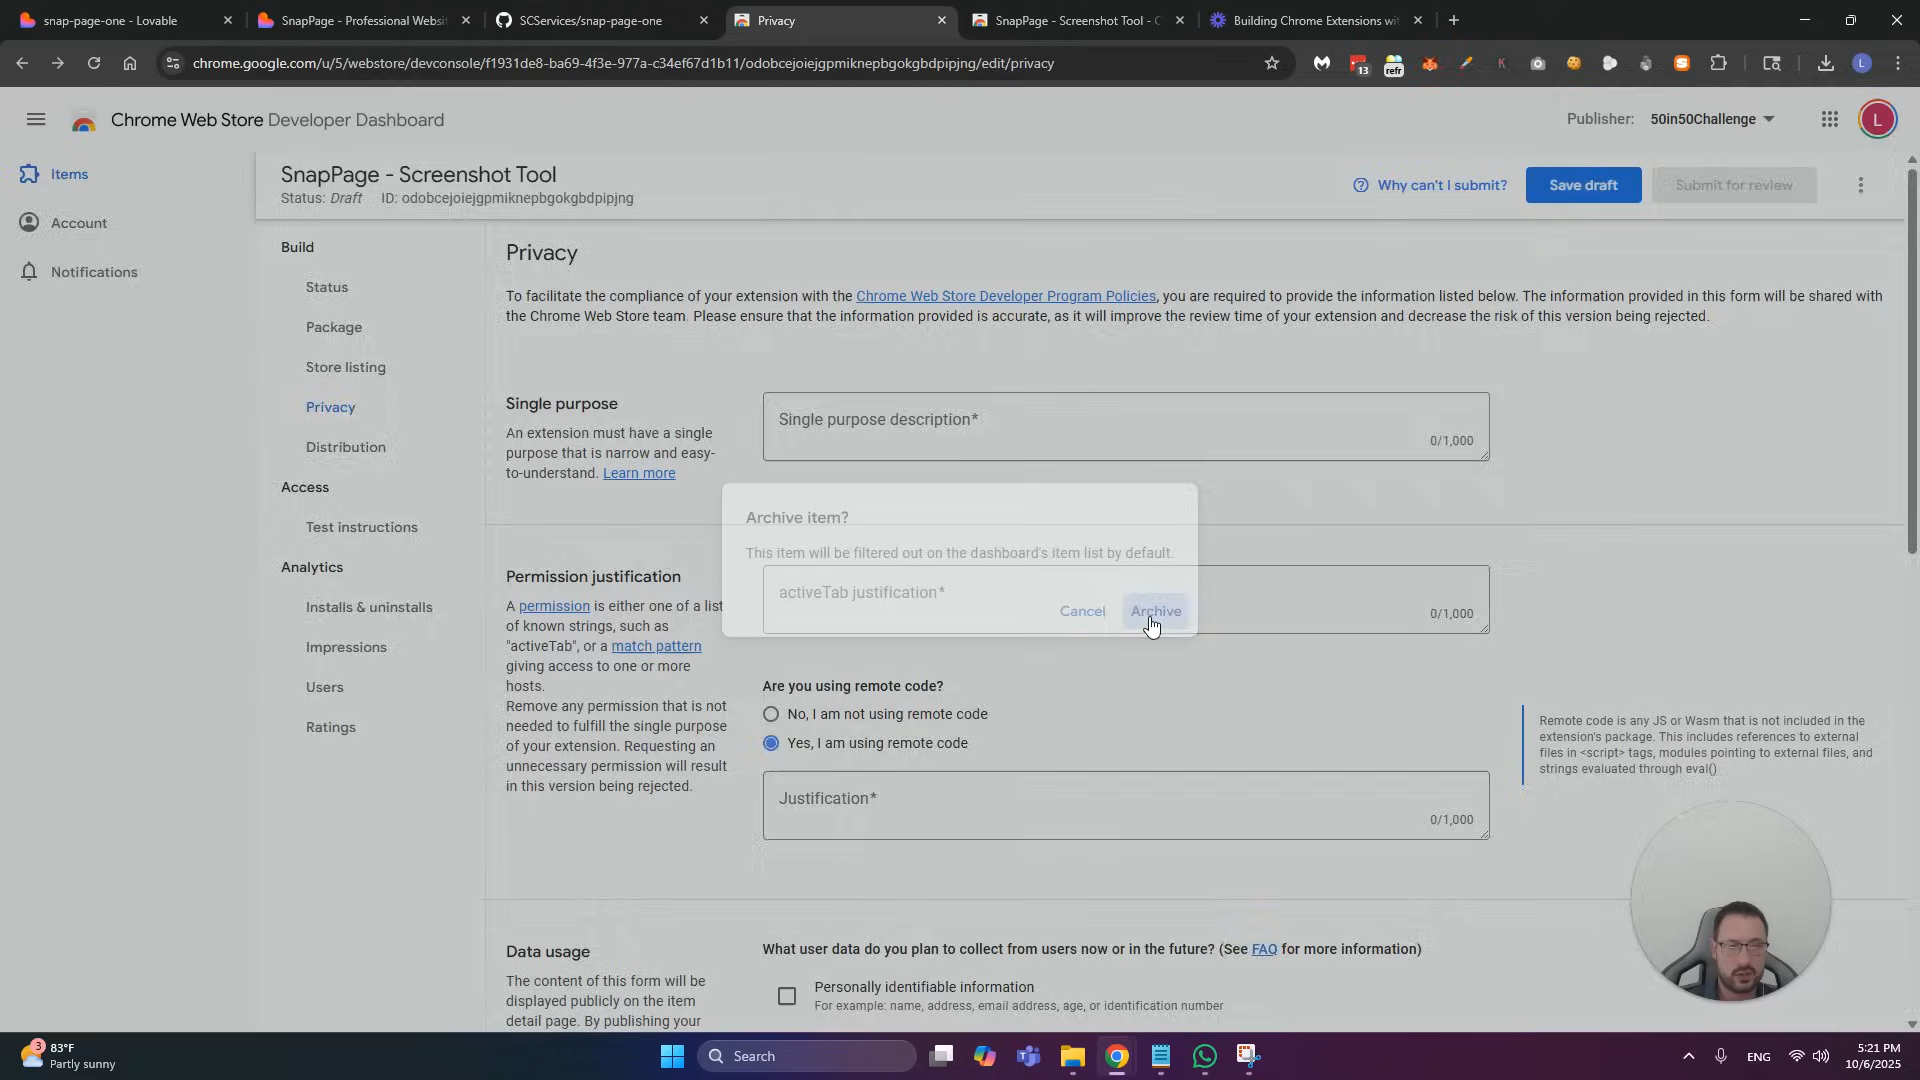 snap-page-one - Lovable
SnapPage - Professional Websi
SCServices/snap-page-one
Privacy
SnapPage - Screenshot Tool - C
Building Chrome Extensions wit
chrome.google.com/u/5/webstore/devconsole/f1931de8-ba69-4f3e-977a-c34ef67d1b11/odobcejoiejgpmiknepbgokgbdpipjng/edit/privacy
13
refr
K
S
L
Chrome Web Store Developer Dashboard
Publisher: 50in50Challenge
L
Items
Account
Notifications
SnapPage - Screenshot Tool
Status: Draft ID: odobcejoiejgpmiknepbgokgbdpipjng
Why can't I submit?
Save draft
Submit for review
Build
Status
Package
Store listing
Privacy
Distribution
Access
Test instructions
Analytics
Installs & uninstalls
Impressions
Users
Ratings
Privacy
To facilitate the compliance of your extension with the Chrome Web Store Developer Program Policies, you are required to provide the information listed below. The information provided in this form will be shared with
the Chrome Web Store team. Please ensure that the information provided is accurate, as it will improve the review time of your extension and decrease the risk of this version being rejected.
Single purpose
An extension must have a single
purpose that is narrow and easy-
to-understand. Learn more
Single purpose description*
0/1,000
Archive item?
This item will be filtered out on the dashboard's item list by default.
Cancel
Archive
Permission justification
A permission is either one of a list
of known strings, such as
"activeTab", or a match pattern
giving access to one or more
hosts.
Remove any permission that is not
needed to fulfill the single purpose
of your extension. Requesting an
unnecessary permission will result
in this version being rejected.
activeTab justification*
0/1,000
Are you using remote code?
No, I am not using remote code
Yes, I am using remote code
Justification*
0/1,000
Remote code is any JS or Wasm that is not included in the
extension's package. This includes references to external
files in <script> tags, modules pointing to external files, and
strings evaluated through eval()
Data usage
The content of this form will be
displayed publicly on the item
detail page. By publishing your
What user data do you plan to collect from users now or in the future? (See FAQ for more information)
Personally identifiable information
For example: name, address, email address, age, or identification number
3
83°F
Partly sunny
Search
ENG
5:21 PM
10/6/2025